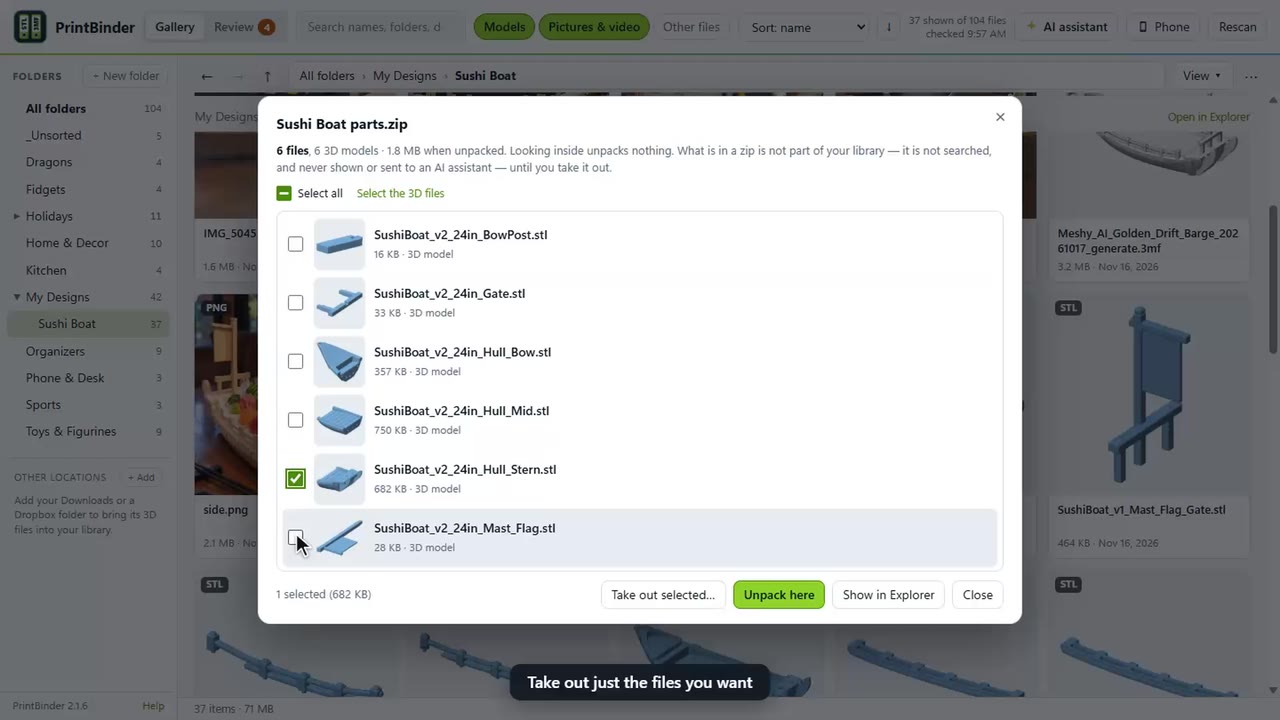 STL
PrintBinder
Gallery
Review 4
Search names, folders, d
Models
Pictures & video
Other files
Sort: name
37 shown of 104 files
checked 9:57 AM
AI assistant
Phone
Rescan
FOLDERS
+ New folder
All folders 104
_Unsorted 5
Dragons 4
Fidgets 4
Holidays 11
Home & Decor 10
Kitchen 4
My Designs 42
Sushi Boat 37
Organizers 9
Phone & Desk 3
Sports 3
Toys & Figurines 9
OTHER LOCATIONS
+ Add
Add your Downloads or a
Dropbox folder to bring its 3D
files into your library.
PrintBinder 2.1.6
Help
All folders › My Designs › Sushi Boat
View
My Designs
Open in Explorer
IMG_5045
1.6 MB · No
Meshy_AI_Golden_Drift_Barge_202
61017_generate.3mf
3.2 MB · Nov 16, 2026
PNG
side.png
2.1 MB · No
STL
SushiBoat_v1_Mast_Flag_Gate.stl
464 KB · Nov 16, 2026
STL
STL
37 items · 71 MB
Sushi Boat parts.zip
6 files, 6 3D models · 1.8 MB when unpacked. Looking inside unpacks nothing. What is in a zip is not part of your library — it is not searched,
and never shown or sent to an AI assistant — until you take it out.
Select all
Select the 3D files
SushiBoat_v2_24in_BowPost.stl
16 KB · 3D model
SushiBoat_v2_24in_Gate.stl
33 KB · 3D model
SushiBoat_v2_24in_Hull_Bow.stl
357 KB · 3D model
SushiBoat_v2_24in_Hull_Mid.stl
750 KB · 3D model
SushiBoat_v2_24in_Hull_Stern.stl
682 KB · 3D model
SushiBoat_v2_24in_Mast_Flag.stl
28 KB · 3D model
1 selected (682 KB)
Take out selected...
Unpack here
Show in Explorer
Close
Take out just the files you want